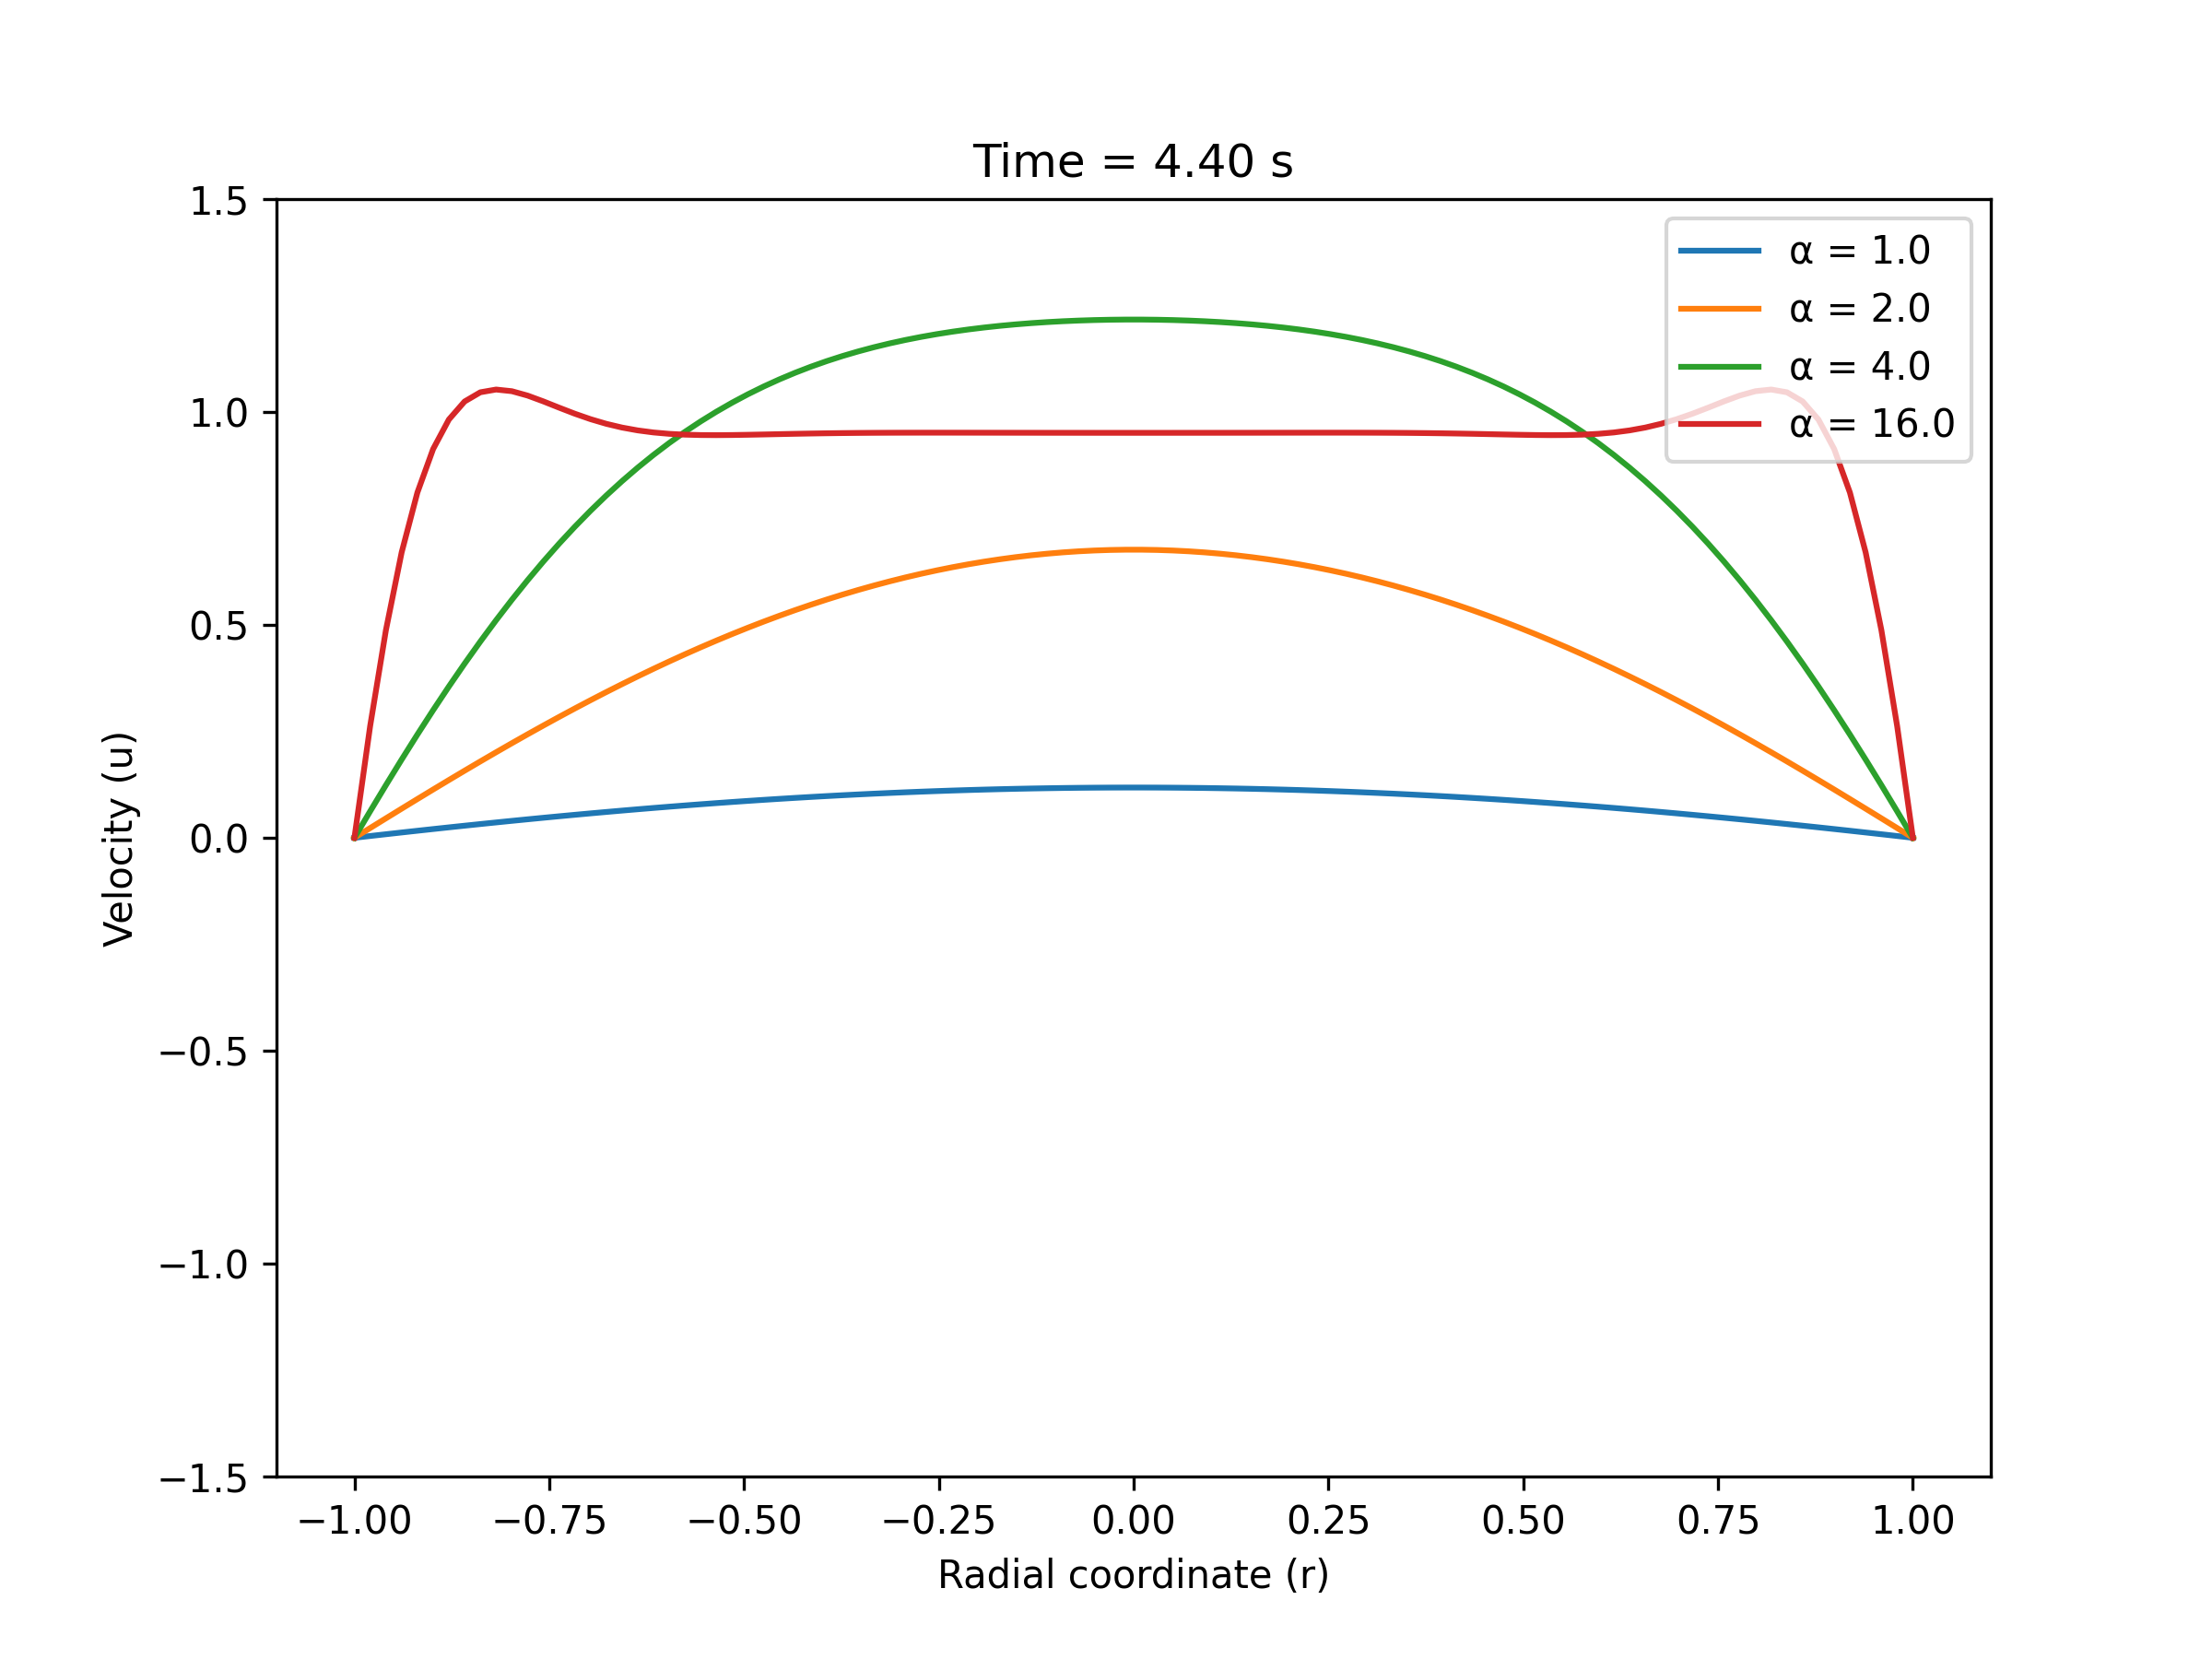 Time = 4.40 s
α = 1.0
α = 2.0
α = 4.0
α = 16.0
Velocity (u)
1.5
1.0
0.5
0.0
−0.5
−1.0
−1.5
−1.00 −0.75 −0.50 −0.25 0.00 0.25 0.50 0.75 1.00
Radial coordinate (r)